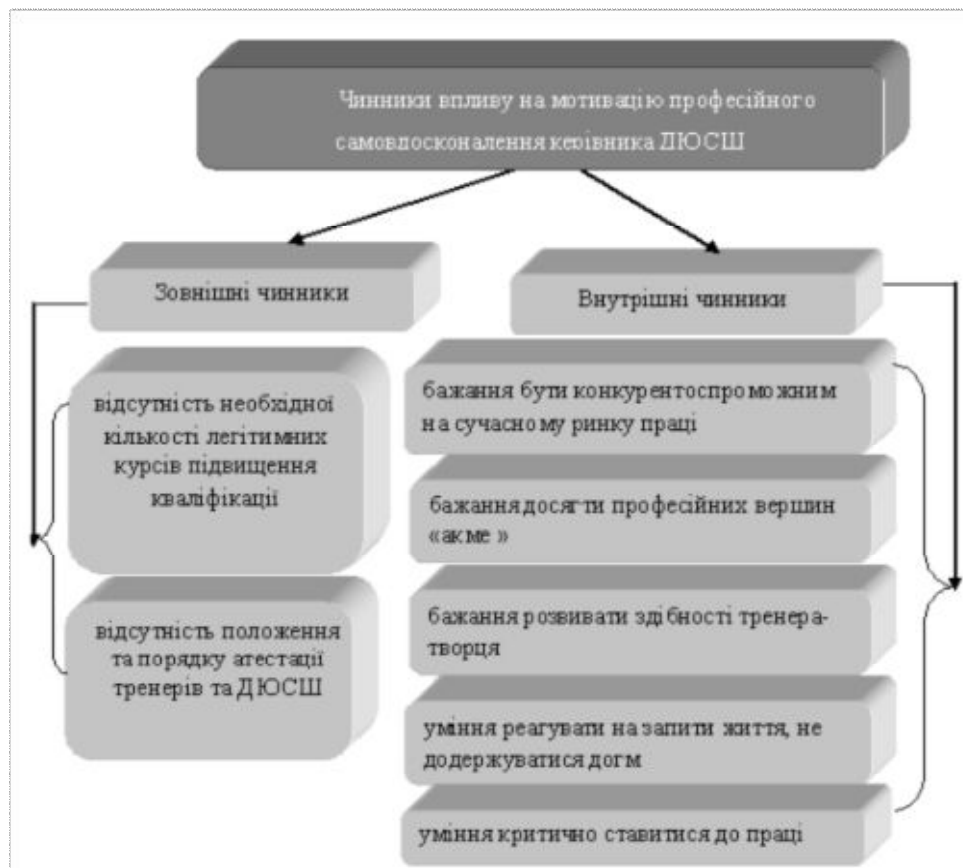 Чинники впливу на мотивацію професійного
самовдосконалення керівника ДЮСШ
Зовнішні чинники
відсутність необхідної
кількості легітимних
курсів підвищення
кваліфікації
відсутність положення
та порядку атестації
тренерів та ДЮСШ
Внутрішні чинники
бажання бути конкурентоспроможним
на сучасному ринку праці
бажання досягти професійних вершин
«акме »
бажання розвивати здібності тренера-
творця
уміння реагувати на запити життя, не
додержуватися догм
уміння критично ставитися до праці